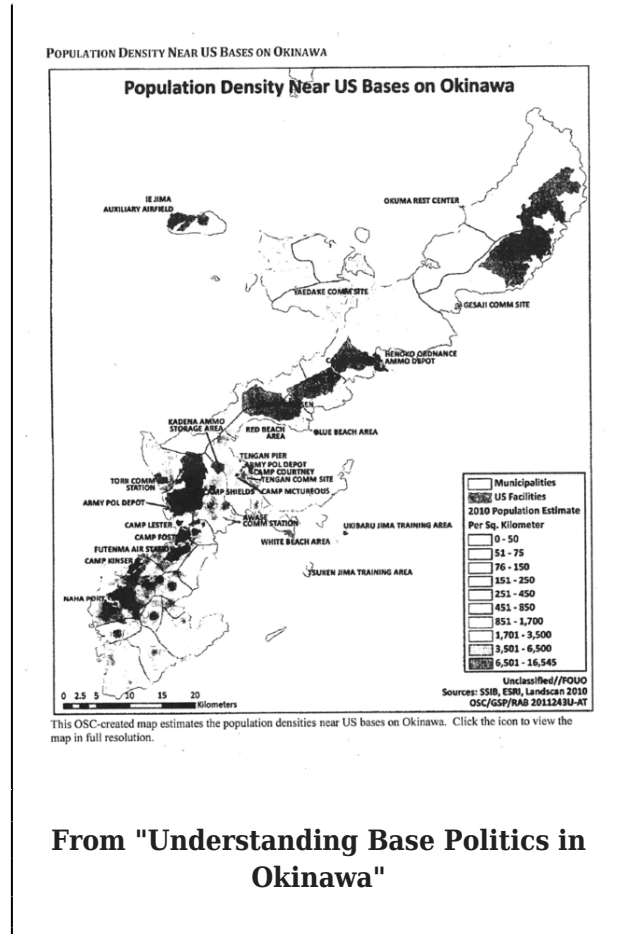 POPULATION DENSITY NEAR US BASES ON OKINAWA
Population Density Near US Bases on Okinawa
IE JIMA
AUXILIARY AIRFIELD
OKUMA REST CENTER
YAEDAKE COMM SITE
GESAJI COMM SITE
HENOKO ORDNANCE
AMMO DEPOT
KADENA AMMO
STORAGE AREA
RED BEACH
AREA
BLUE BEACH AREA
TENGAN PIER
ARMY POL DEPOT
CAMP COURTNEY
TENGAN COMM SITE
TORII COMM
STATION
CAMP SHIELDS
CAMP MCTUREOUS
ARMY POL DEPOT
AWASE
COMM STATION
CAMP LESTER
UKIBARU JIMA TRAINING AREA
CAMP FOSTER
WHITE BEACH AREA
FUTENMA AIR STATION
CAMP KINSER
TSUKEN JIMA TRAINING AREA
NAHA PORT
Municipalities
US Facilities
2010 Population Estimate
Per Sq. Kilometer
0 - 50
51 - 75
76 - 150
151 - 250
251 - 450
451 - 850
851 - 1,700
1,701 - 3,500
3,501 - 6,500
6,501 - 16,545
0 2.5 5 10 15 20
Kilometers
Unclassified//FOUO
Sources: SSIB, ESRI, Landscan 2010
OSC/GSP/RAB 2011243U-AT
This OSC-created map estimates the population densities near US bases on Okinawa. Click the icon to view the
map in full resolution.
From "Understanding Base Politics in
Okinawa"